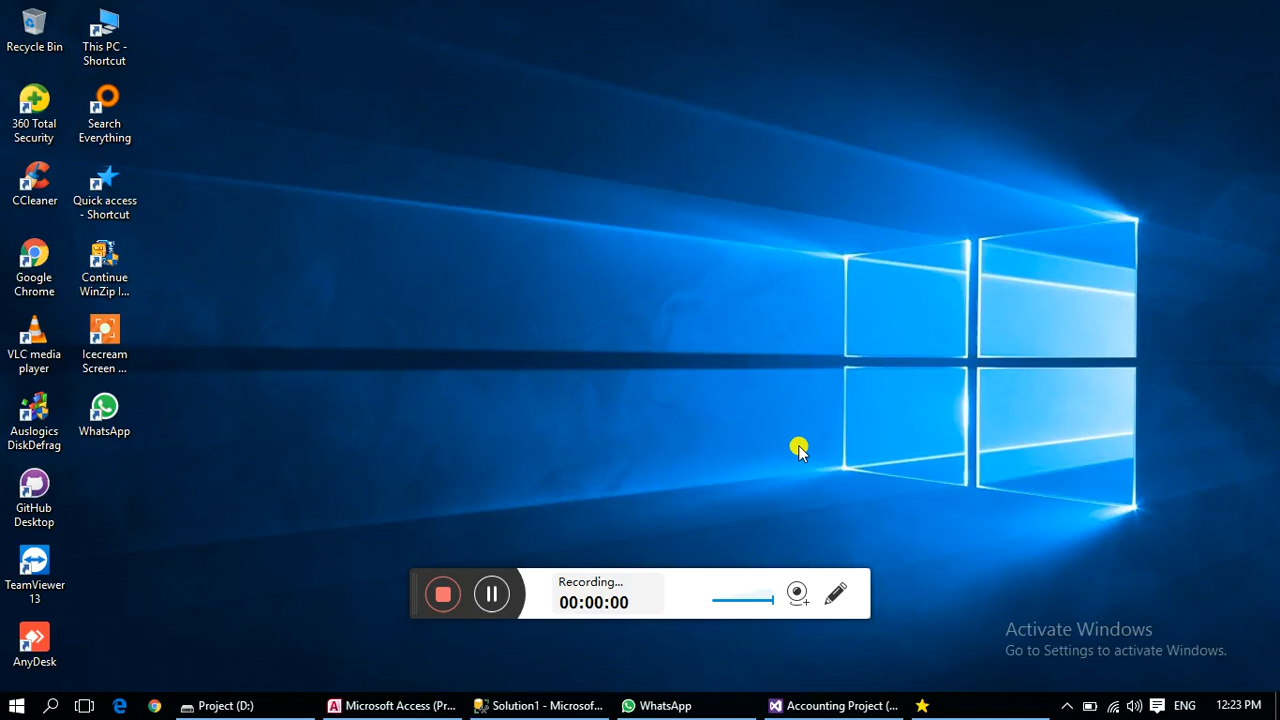 Recycle Bin
This PC -
Shortcut
360 Total
Security
Search
Everything
CCleaner
Quick access
- Shortcut
Google
Chrome
Continue
WinZip I...
VLC media
player
Icecream
Screen ...
Auslogics
DiskDefrag
WhatsApp
GitHub
Desktop
TeamViewer
13
AnyDesk
Recording...
00:00:00
Activate Windows
Go to Settings to activate Windows.
Project (D:)
Microsoft Access (Pr...
Solution1 - Microsof...
WhatsApp
Accounting Project (...
ENG
12:23 PM